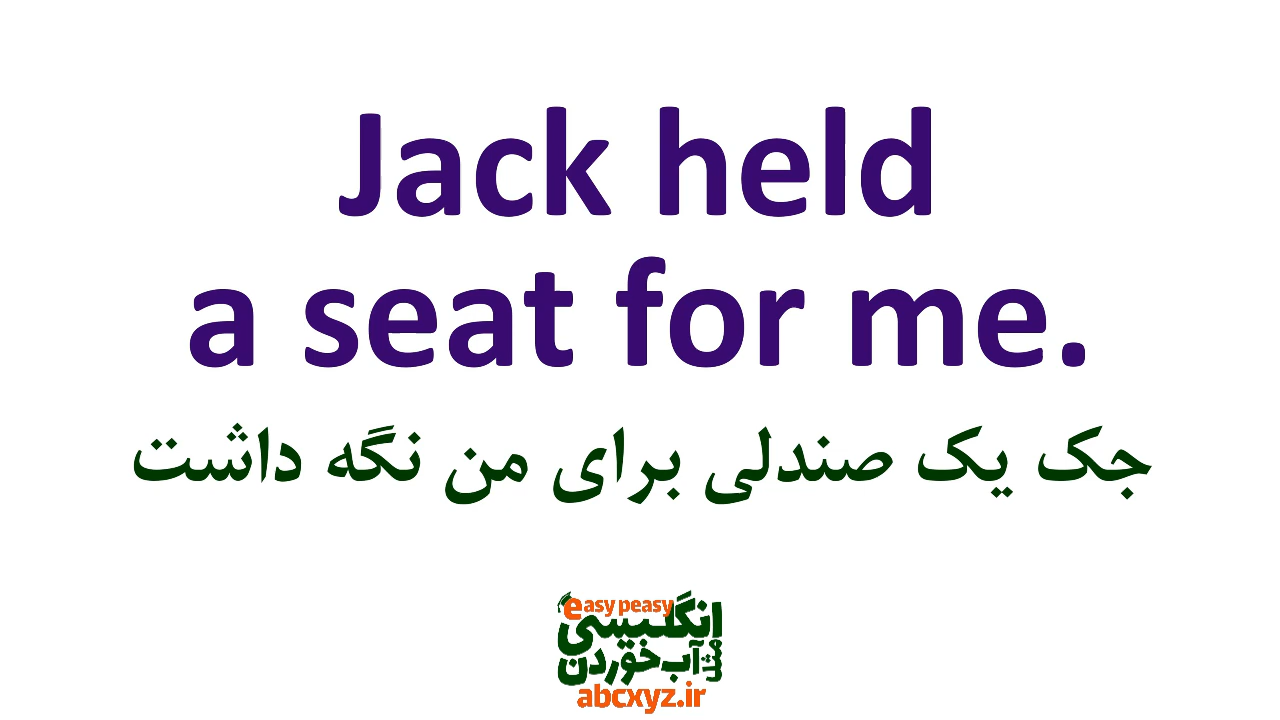 Jack held
a seat for me.
جک یک صندلی برای من نگه داشت
easy peasy
انگلیسی
مثل آب خوردن
abcxyz.ir